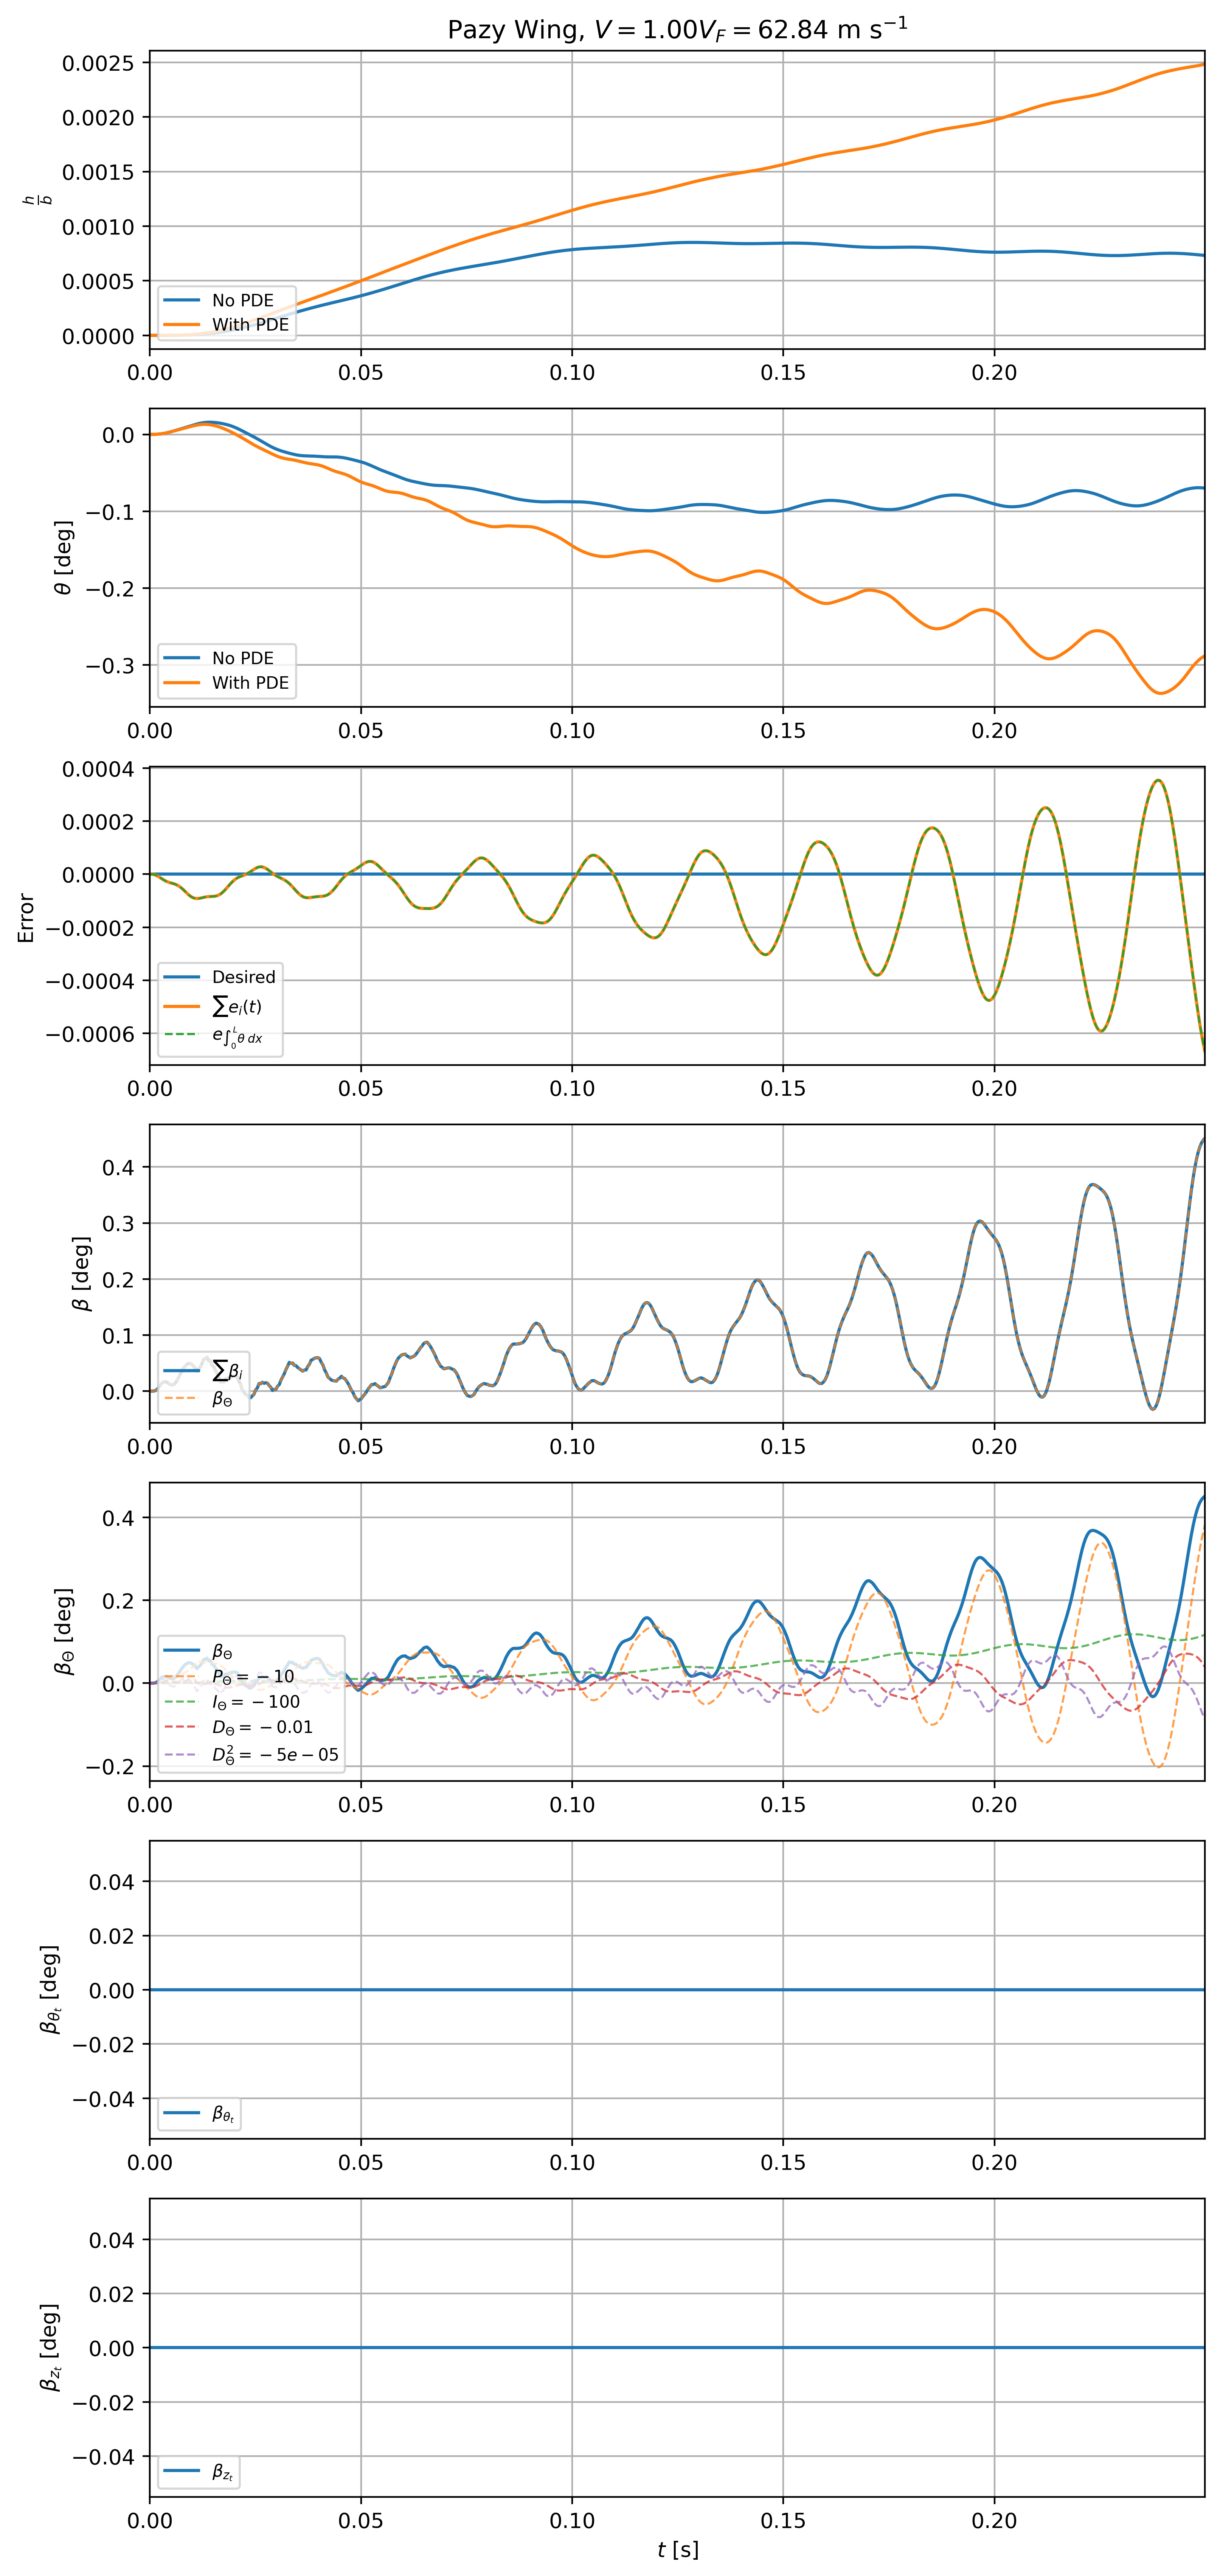 Pazy Wing, V = 1.00V_F = 62.84 m s⁻¹
0.0025
0.0020
0.0015
0.0010
0.0005
0.0000
h/b
No PDE
With PDE
0.00 0.05 0.10 0.15 0.20
0.0
−0.1
−0.2
−0.3
θ [deg]
No PDE
With PDE
0.00 0.05 0.10 0.15 0.20
0.0004
0.0002
0.0000
−0.0002
−0.0004
−0.0006
Error
Desired
∑e_i(t)
e∫₀ᴸ θ dx
0.00 0.05 0.10 0.15 0.20
0.4
0.3
0.2
0.1
0.0
β [deg]
∑β_i
β_Θ
0.00 0.05 0.10 0.15 0.20
0.4
0.2
0.0
−0.2
β_Θ [deg]
β_Θ
P_Θ = −10
I_Θ = −100
D_Θ = −0.01
D²_Θ = −5e − 05
0.00 0.05 0.10 0.15 0.20
0.04
0.02
0.00
−0.02
−0.04
β_θ_t [deg]
β_θ_t
0.00 0.05 0.10 0.15 0.20
0.04
0.02
0.00
−0.02
−0.04
β_z_t [deg]
β_z_t
0.00 0.05 0.10 0.15 0.20
t [s]